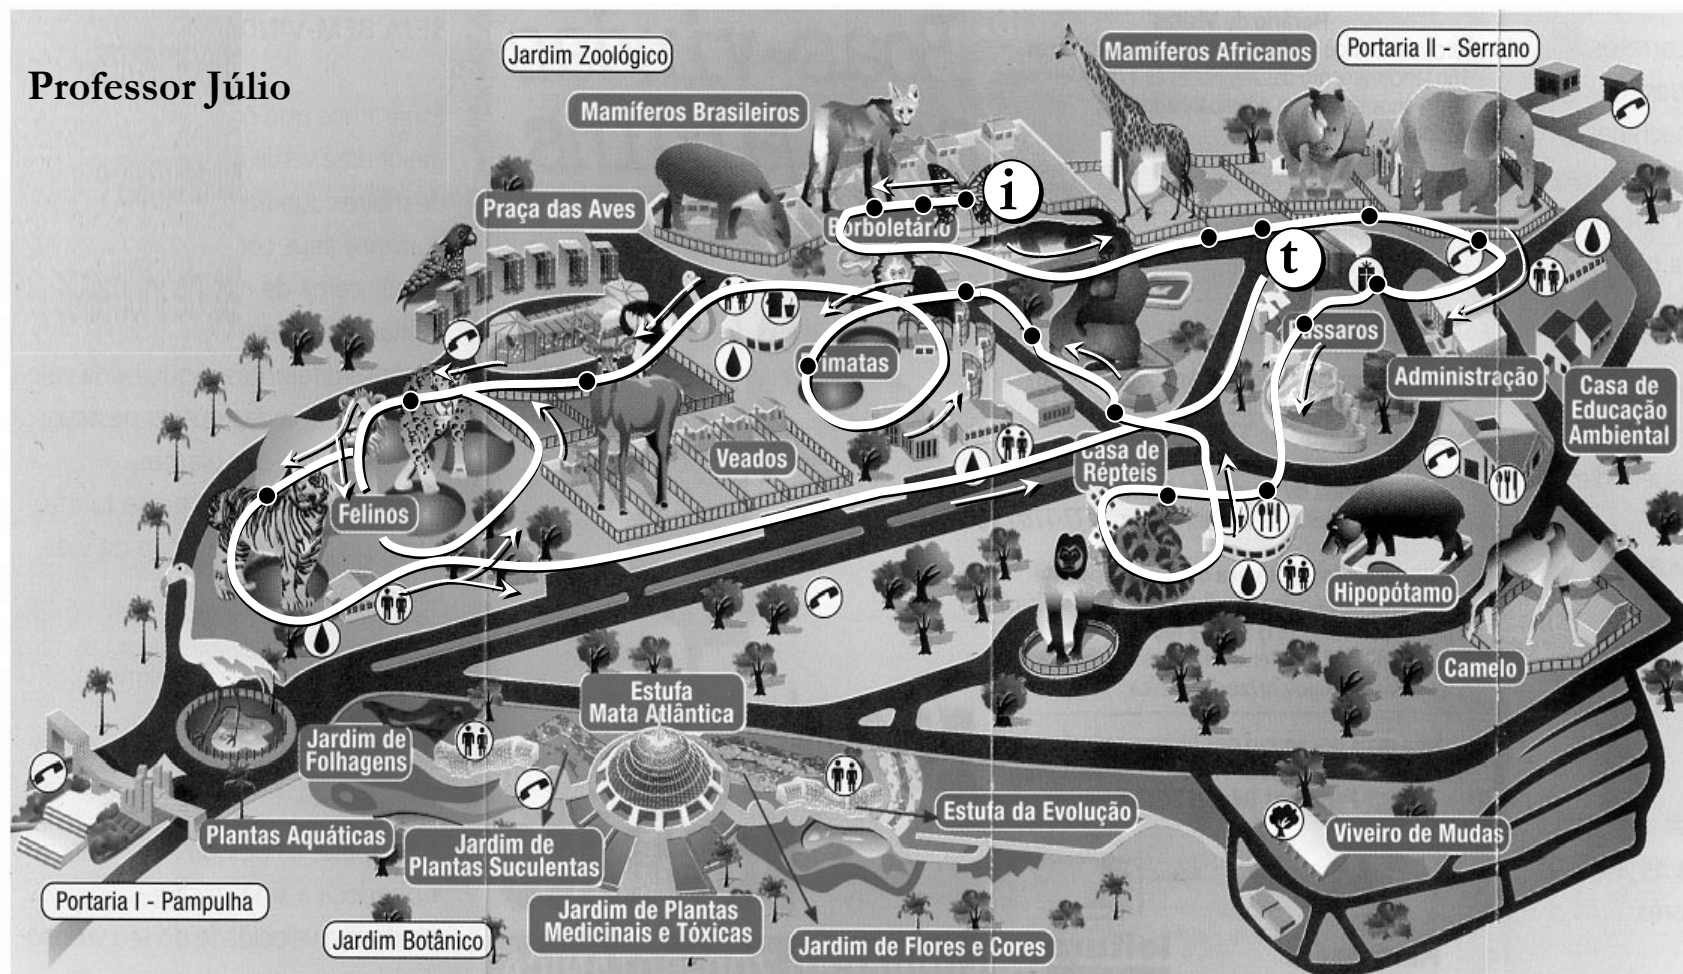 Professor Júlio
Jardim Zoológico
Mamíferos Africanos
Portaria II - Serrano
Mamíferos Brasileiros
i
Praça das Aves
Borboletário
t
Pássaros
Administração
Casa de
Educação
Ambiental
Veados
Casa de
Répteis
Felinos
Hipopótamo
Camelo
Estufa
Mata Atlântica
Jardim de
Folhagens
Estufa da Evolução
Viveiro de Mudas
Plantas Aquáticas
Jardim de
Plantas Suculentas
Portaria I - Pampulha
Jardim Botânico
Jardim de Plantas
Medicinais e Tóxicas
Jardim de Flores e Cores